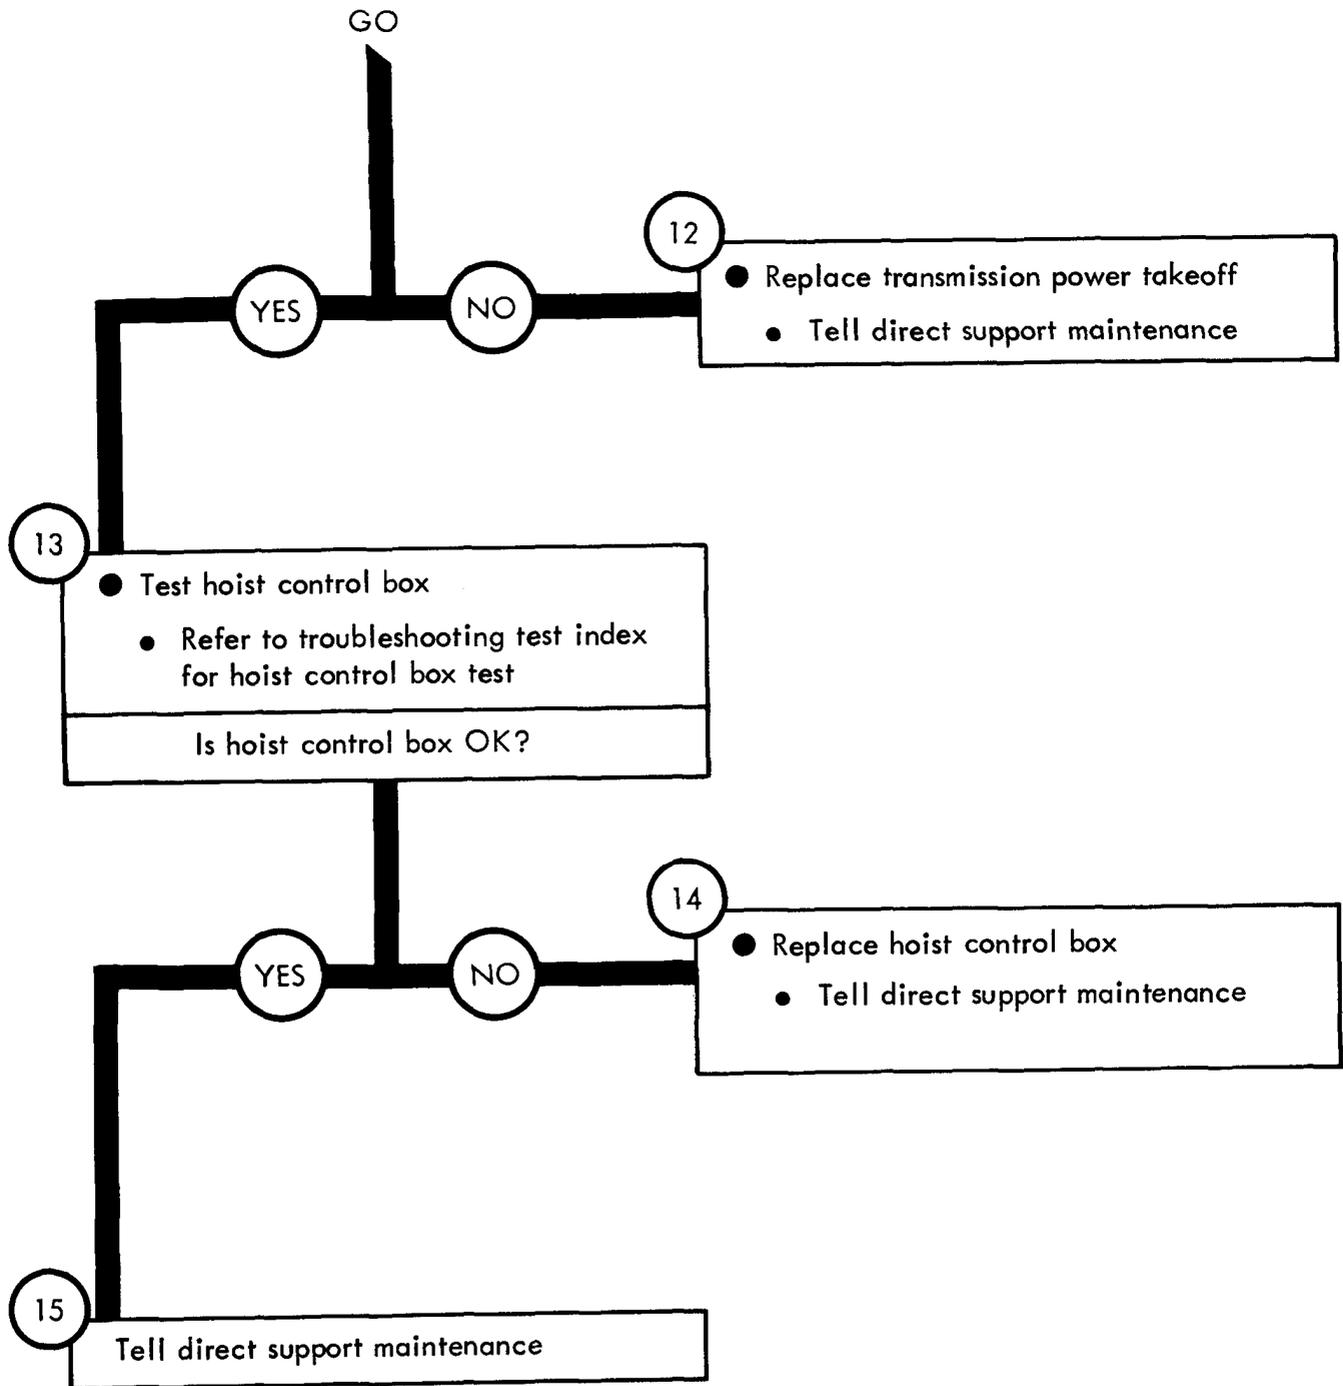 GO
YES
NO
12
● Replace transmission power takeoff
● Tell direct support maintenance
13
● Test hoist control box
● Refer to troubleshooting test index
for hoist control box test
Is hoist control box OK?
YES
NO
14
● Replace hoist control box
● Tell direct support maintenance
15
Tell direct support maintenance